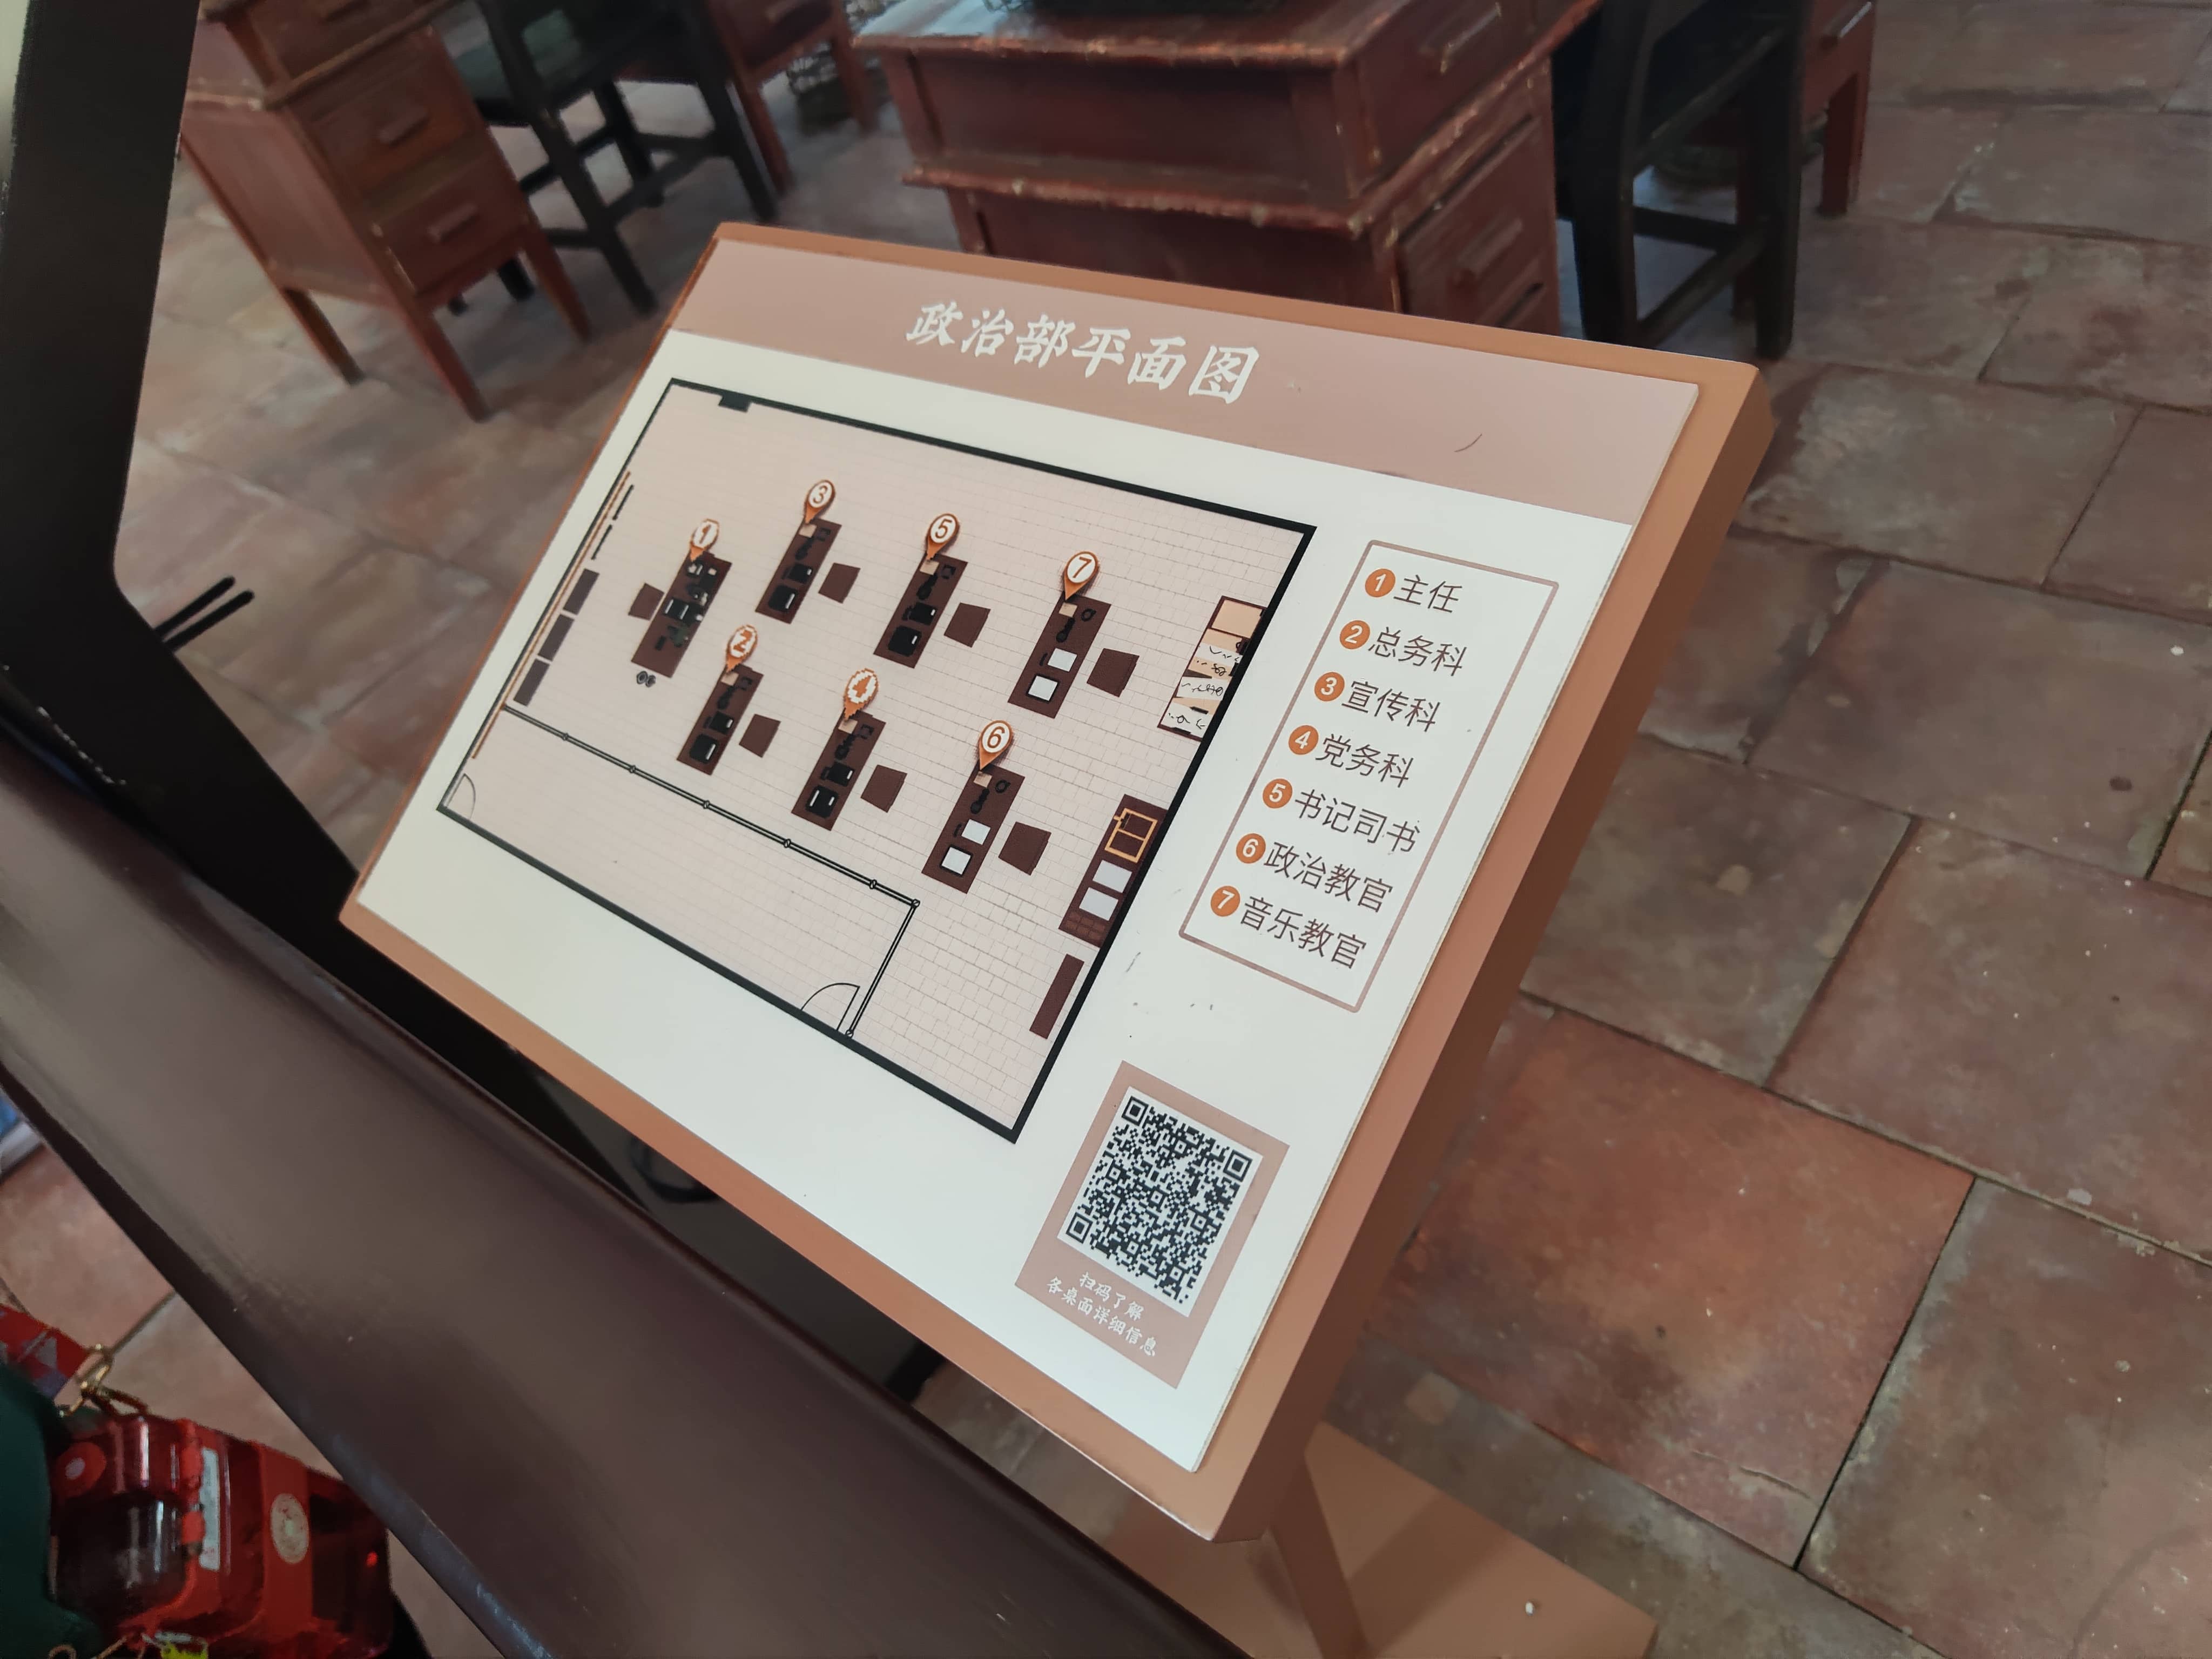 政治部平面图
1
3
5
7
2
4
6
1 主任
2 总务科
3 宣传科
4 党务科
5 书记司书
6 政治教官
7 音乐教官
扫码了解
各桌面详细信息